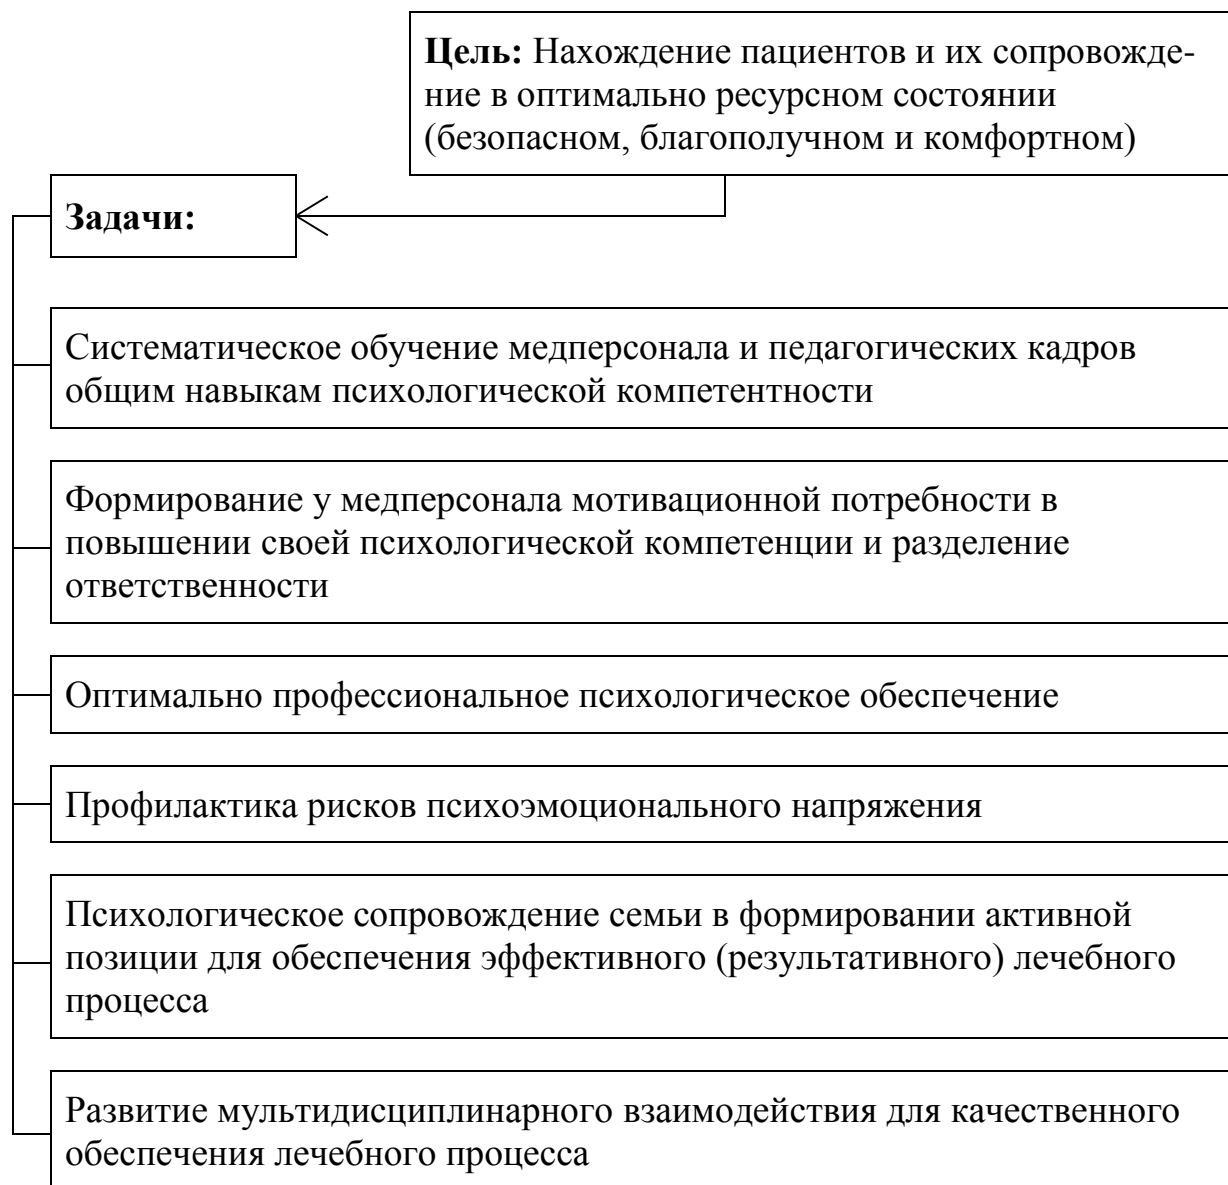 Цель: Нахождение пациентов и их сопровожде-
ние в оптимально ресурсном состоянии
(безопасном, благополучном и комфортном)
Задачи:
Систематическое обучение медперсонала и педагогических кадров
общим навыкам психологической компетентности
Формирование у медперсонала мотивационной потребности в
повышении своей психологической компетенции и разделение
ответственности
Оптимально профессиональное психологическое обеспечение
Профилактика рисков психоэмоционального напряжения
Психологическое сопровождение семьи в формировании активной
позиции для обеспечения эффективного (результативного) лечебного
процесса
Развитие мультидисциплинарного взаимодействия для качественного
обеспечения лечебного процесса